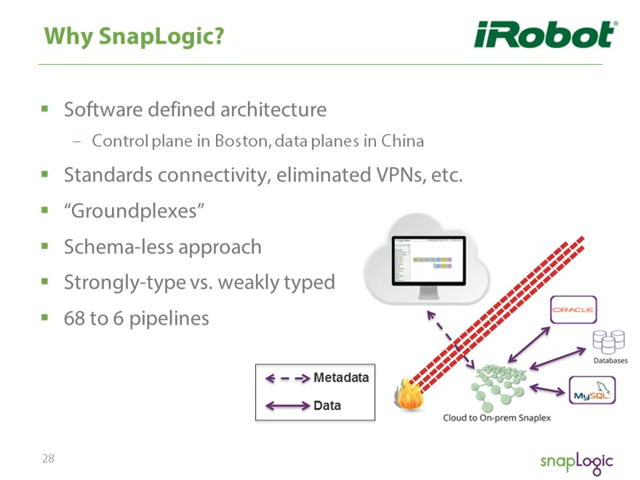 Why SnapLogic?
iRobot®
Software defined architecture
– Control plane in Boston, data planes in China
Standards connectivity, eliminated VPNs, etc.
“Groundplexes”
Schema-less approach
Strongly-type vs. weakly typed
68 to 6 pipelines
ORACLE
Databases
MySQL
Metadata
Data
Cloud to On-prem Snaplex
28
snapLogic